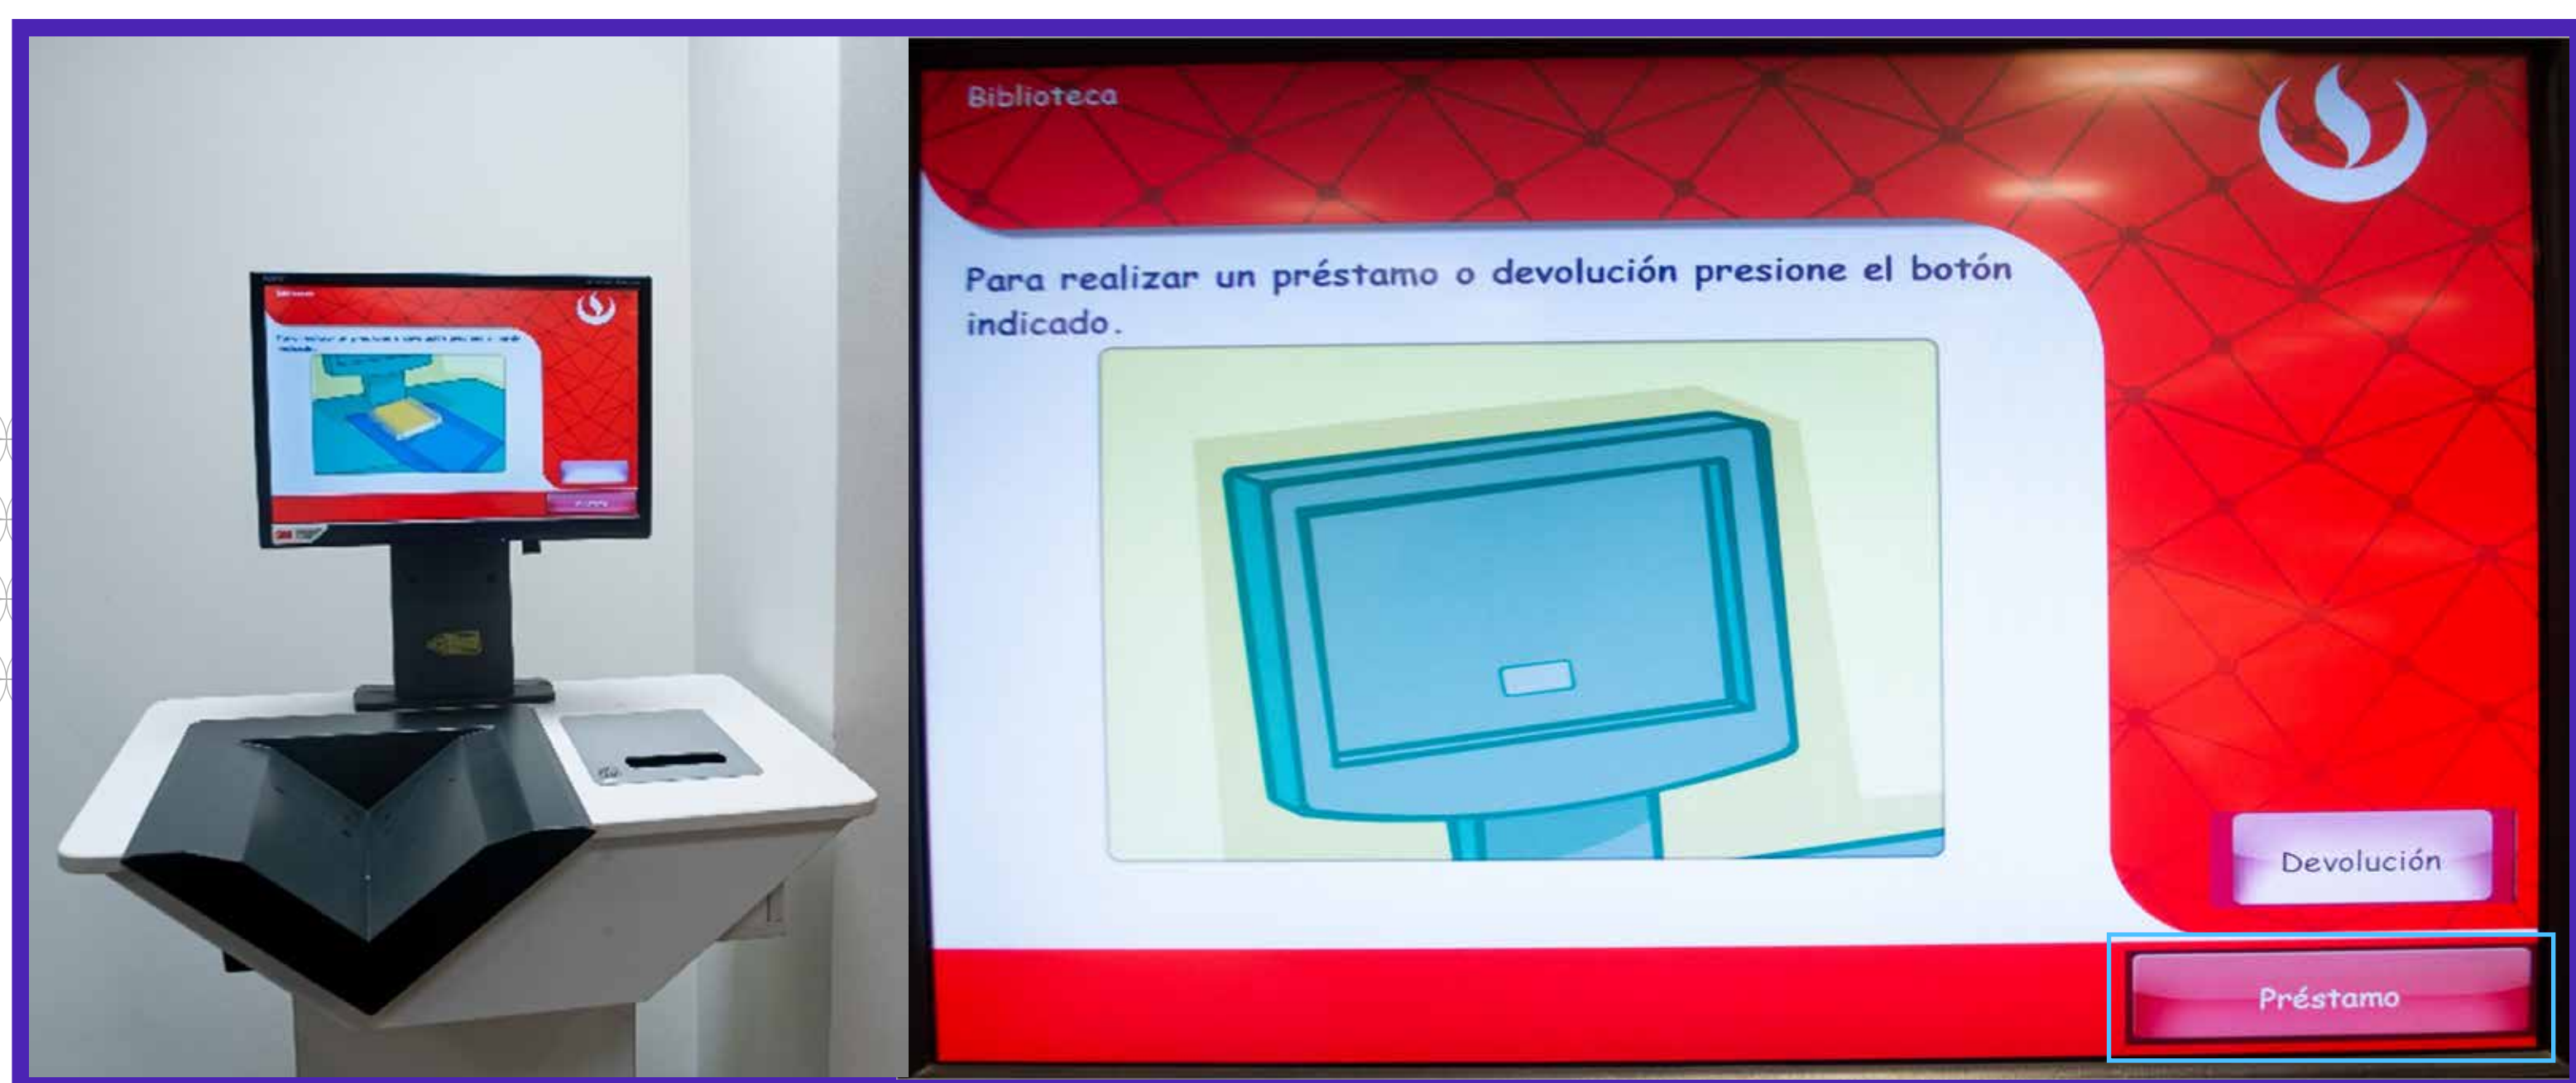 Biblioteca
Para realizar un préstamo o devolución presione el botón
indicado.
Devolución
Préstamo